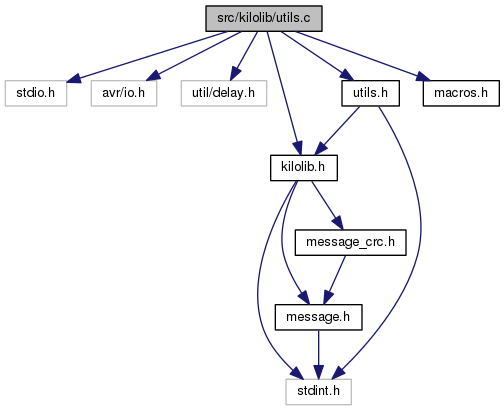 src/kilolib/utils.c
stdio.h
avr/io.h
util/delay.h
utils.h
macros.h
kilolib.h
message_crc.h
message.h
stdint.h